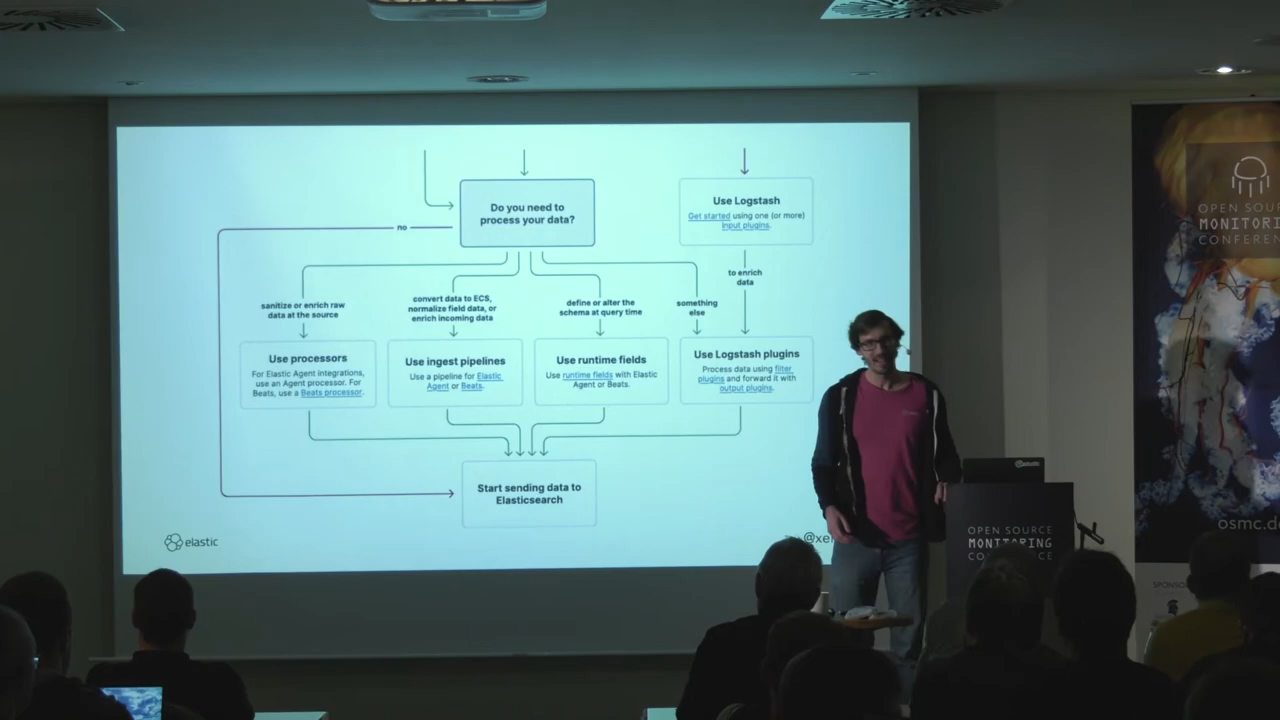 Do you need to
process your data?
Use Logstash
Get started using one (or more)
Input plugins.
no
to enrich
data
sanitize or enrich raw
data at the source
convert data to ECS,
normalize field data, or
enrich incoming data
define or alter the
schema at query time
something
else
Use processors
For Elastic Agent integrations,
use an Agent processor. For
Beats, use a Beats processor.
Use ingest pipelines
Use a pipeline for Elastic
Agent or Beats.
Use runtime fields
Use runtime fields with Elastic
Agent or Beats.
Use Logstash plugins
Process data using filter
plugins and forward it with
output plugins.
Start sending data to
Elasticsearch
elastic
@xe
elastic
OPEN SOURCE
MONITORING
OPEN SOUR
MONITORI
CONFEREN
osmc.d
SPONSO